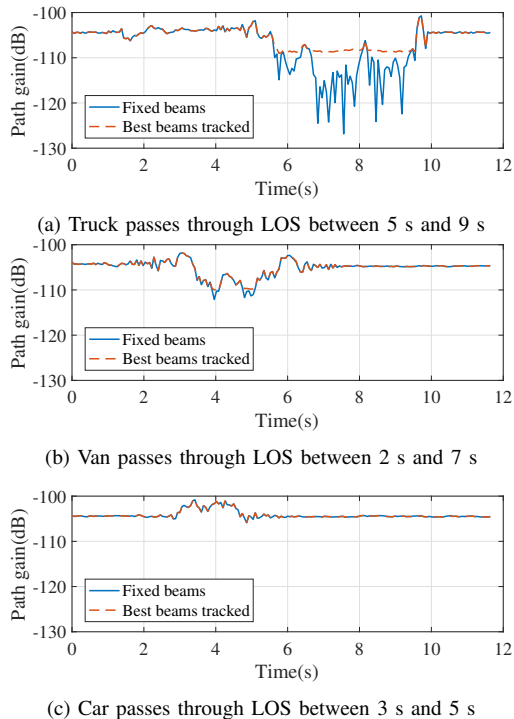 Path gain(dB)
-100
-110
-120
-130
Fixed beams
Best beams tracked
0 2 4 6 8 10 12
Time(s)
(a) Truck passes through LOS between 5 s and 9 s
Path gain(dB)
-100
-110
-120
-130
Fixed beams
Best beams tracked
0 2 4 6 8 10 12
Time(s)
(b) Van passes through LOS between 2 s and 7 s
Path gain(dB)
-100
-110
-120
-130
Fixed beams
Best beams tracked
0 2 4 6 8 10 12
Time(s)
(c) Car passes through LOS between 3 s and 5 s